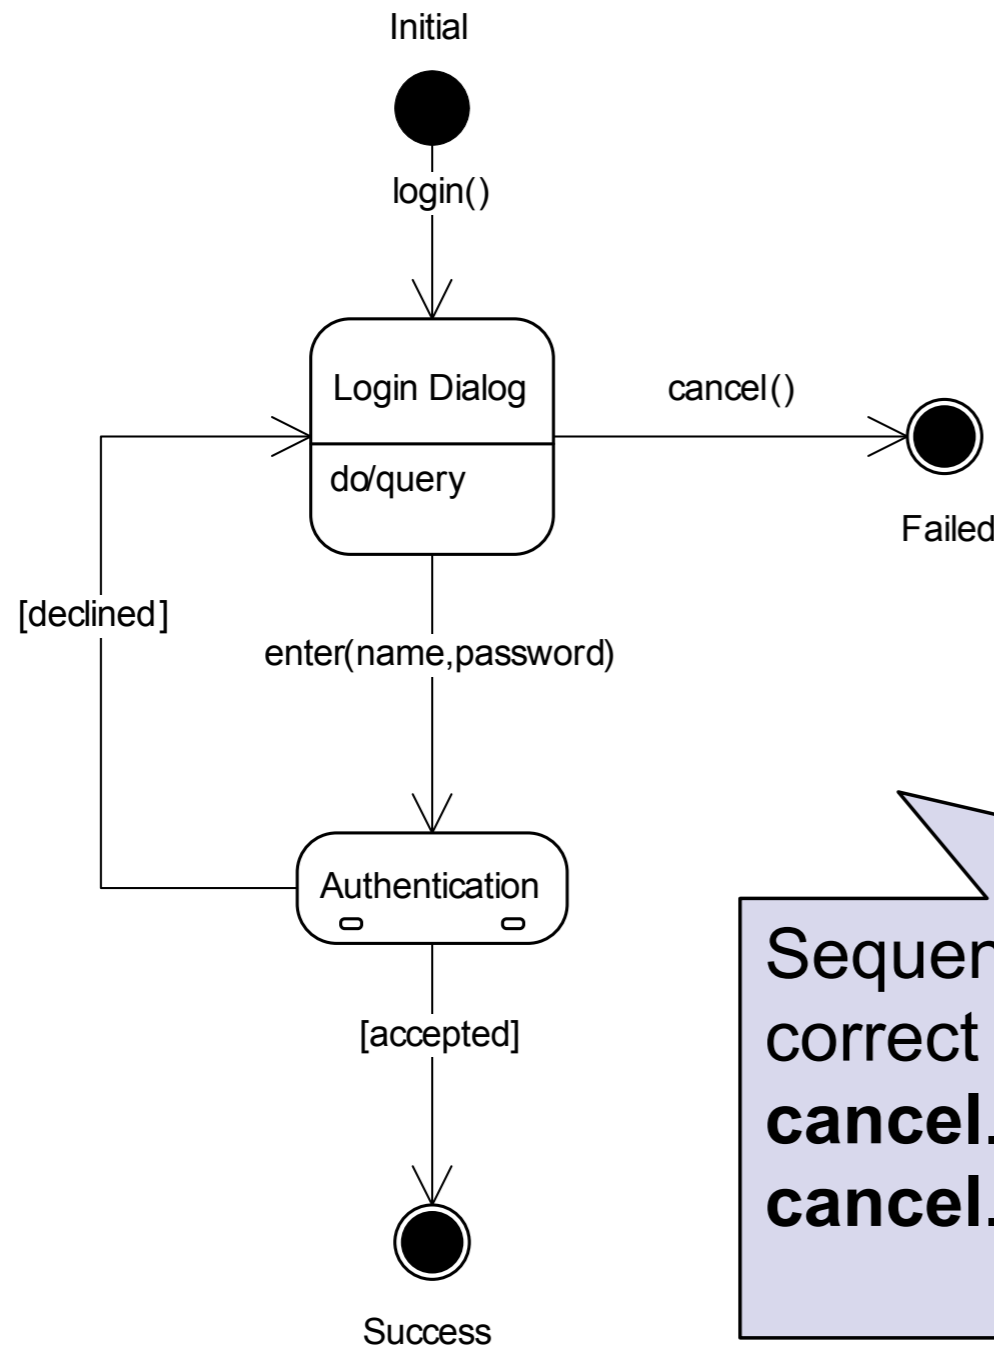 Initial
login()
Login Dialog
cancel()
do/query
Failed
[declined]
enter(name,password)
Authentication
Sequen
correct
cancel.
cancel.
[accepted]
Success